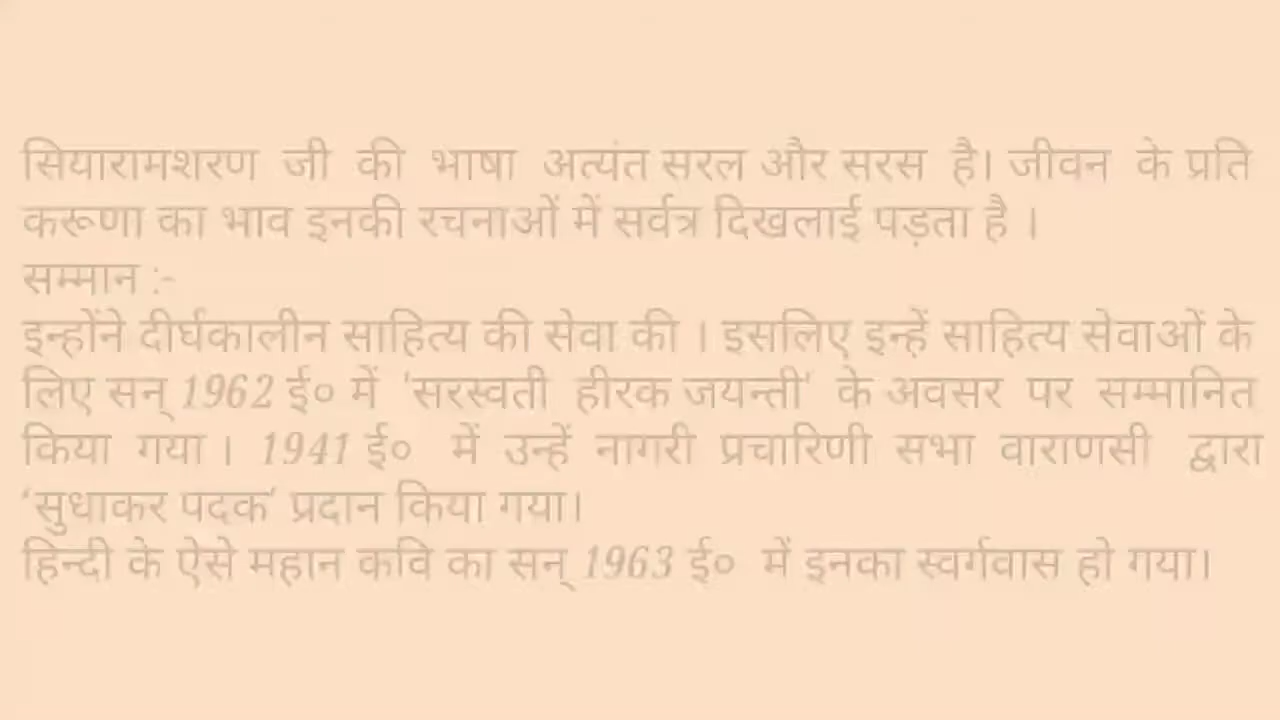 सियारामशरण जी की भाषा अत्यंत सरल और सरस है। जीवन के प्रति
करूणा का भाव इनकी रचनाओं में सर्वत्र दिखलाई पड़ता है ।
सम्मान :-
इन्होंने दीर्घकालीन साहित्य की सेवा की । इसलिए इन्हें साहित्य सेवाओं के
लिए सन् 1962 ई० में 'सरस्वती हीरक जयन्ती' के अवसर पर सम्मानित
किया गया । 1941 ई० में उन्हें नागरी प्रचारिणी सभा वाराणसी द्वारा
‘सुधाकर पदक’ प्रदान किया गया।
हिन्दी के ऐसे महान कवि का सन् 1963 ई० में इनका स्वर्गवास हो गया।